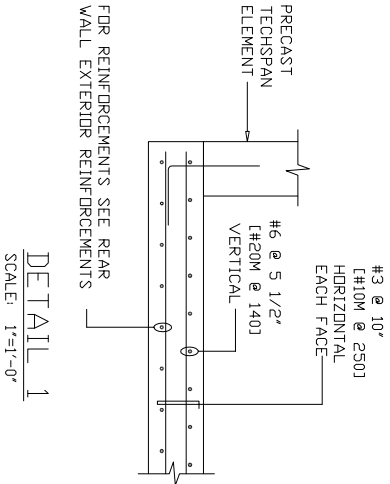 PRECAST
TECHSPAN
ELEMENT
#3 @ 10"
[#10M @ 250]
HORIZONTAL
EACH FACE
#6 @ 5 1/2"
[#20M @ 140]
VERTICAL
FOR REINFORCEMENTS SEE REAR
WALL EXTERIOR REINFORCEMENTS
DETAIL 1
SCALE: 1"=1'-0"